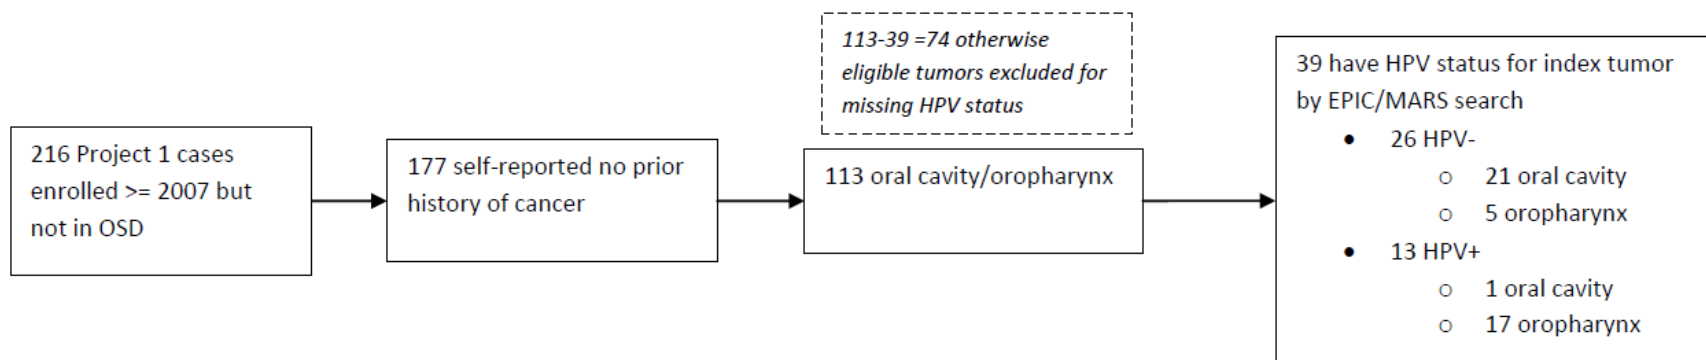 216 Project 1 cases
enrolled >= 2007 but
not in OSD
177 self-reported no prior
history of cancer
113-39 =74 otherwise
eligible tumors excluded for
missing HPV status
113 oral cavity/oropharynx
39 have HPV status for index tumor
by EPIC/MARS search
• 26 HPV-
o 21 oral cavity
o 5 oropharynx
• 13 HPV+
o 1 oral cavity
o 17 oropharynx